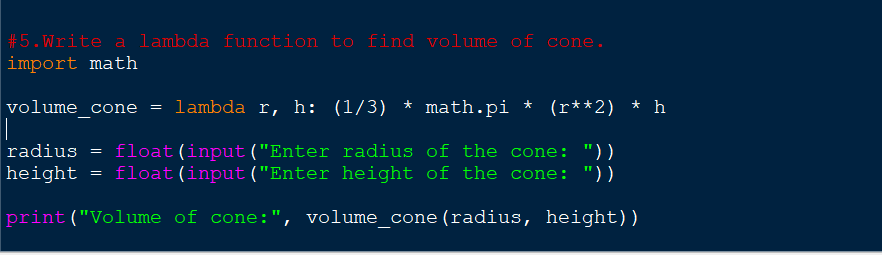 #5.Write a lambda function to find volume of cone.
import math
volume_cone = lambda r, h: (1/3) * math.pi * (r**2) * h
radius = float(input("Enter radius of the cone: "))
height = float(input("Enter height of the cone: "))
print("Volume of cone:", volume_cone(radius, height))